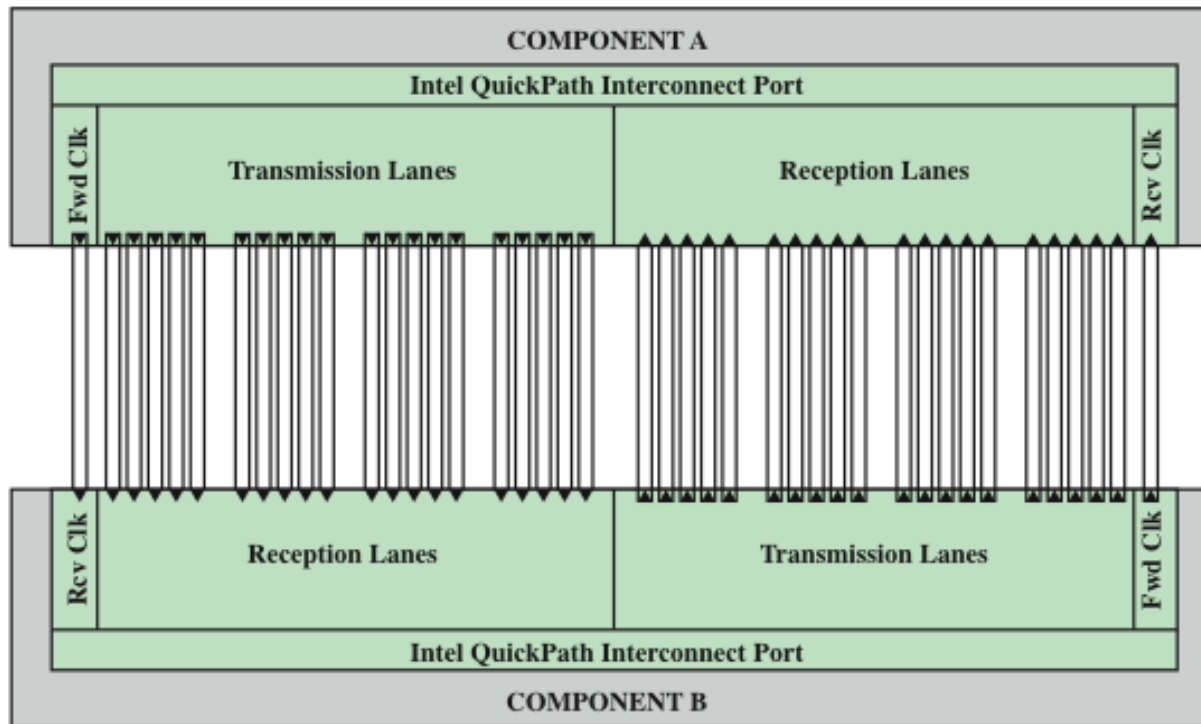 COMPONENT A
Intel QuickPath Interconnect Port
Fwd Clk
Transmission Lanes
Reception Lanes
Rcv Clk
Rcv Clk
Reception Lanes
Transmission Lanes
Fwd Clk
Intel QuickPath Interconnect Port
COMPONENT B